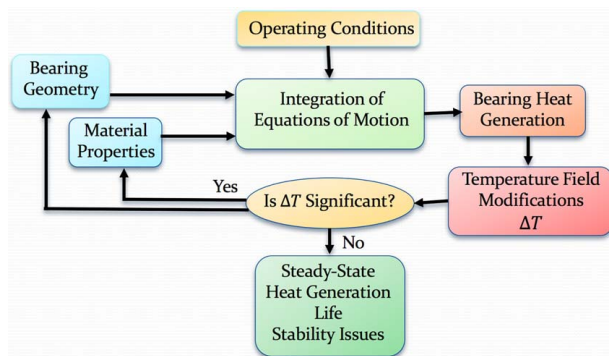 Operating Conditions
Bearing
Geometry
Integration of
Equations of Motion
Bearing Heat
Generation
Material
Properties
Yes
Is ΔT Significant?
Temperature Field
Modifications
ΔT
No
Steady-State
Heat Generation
Life
Stability Issues